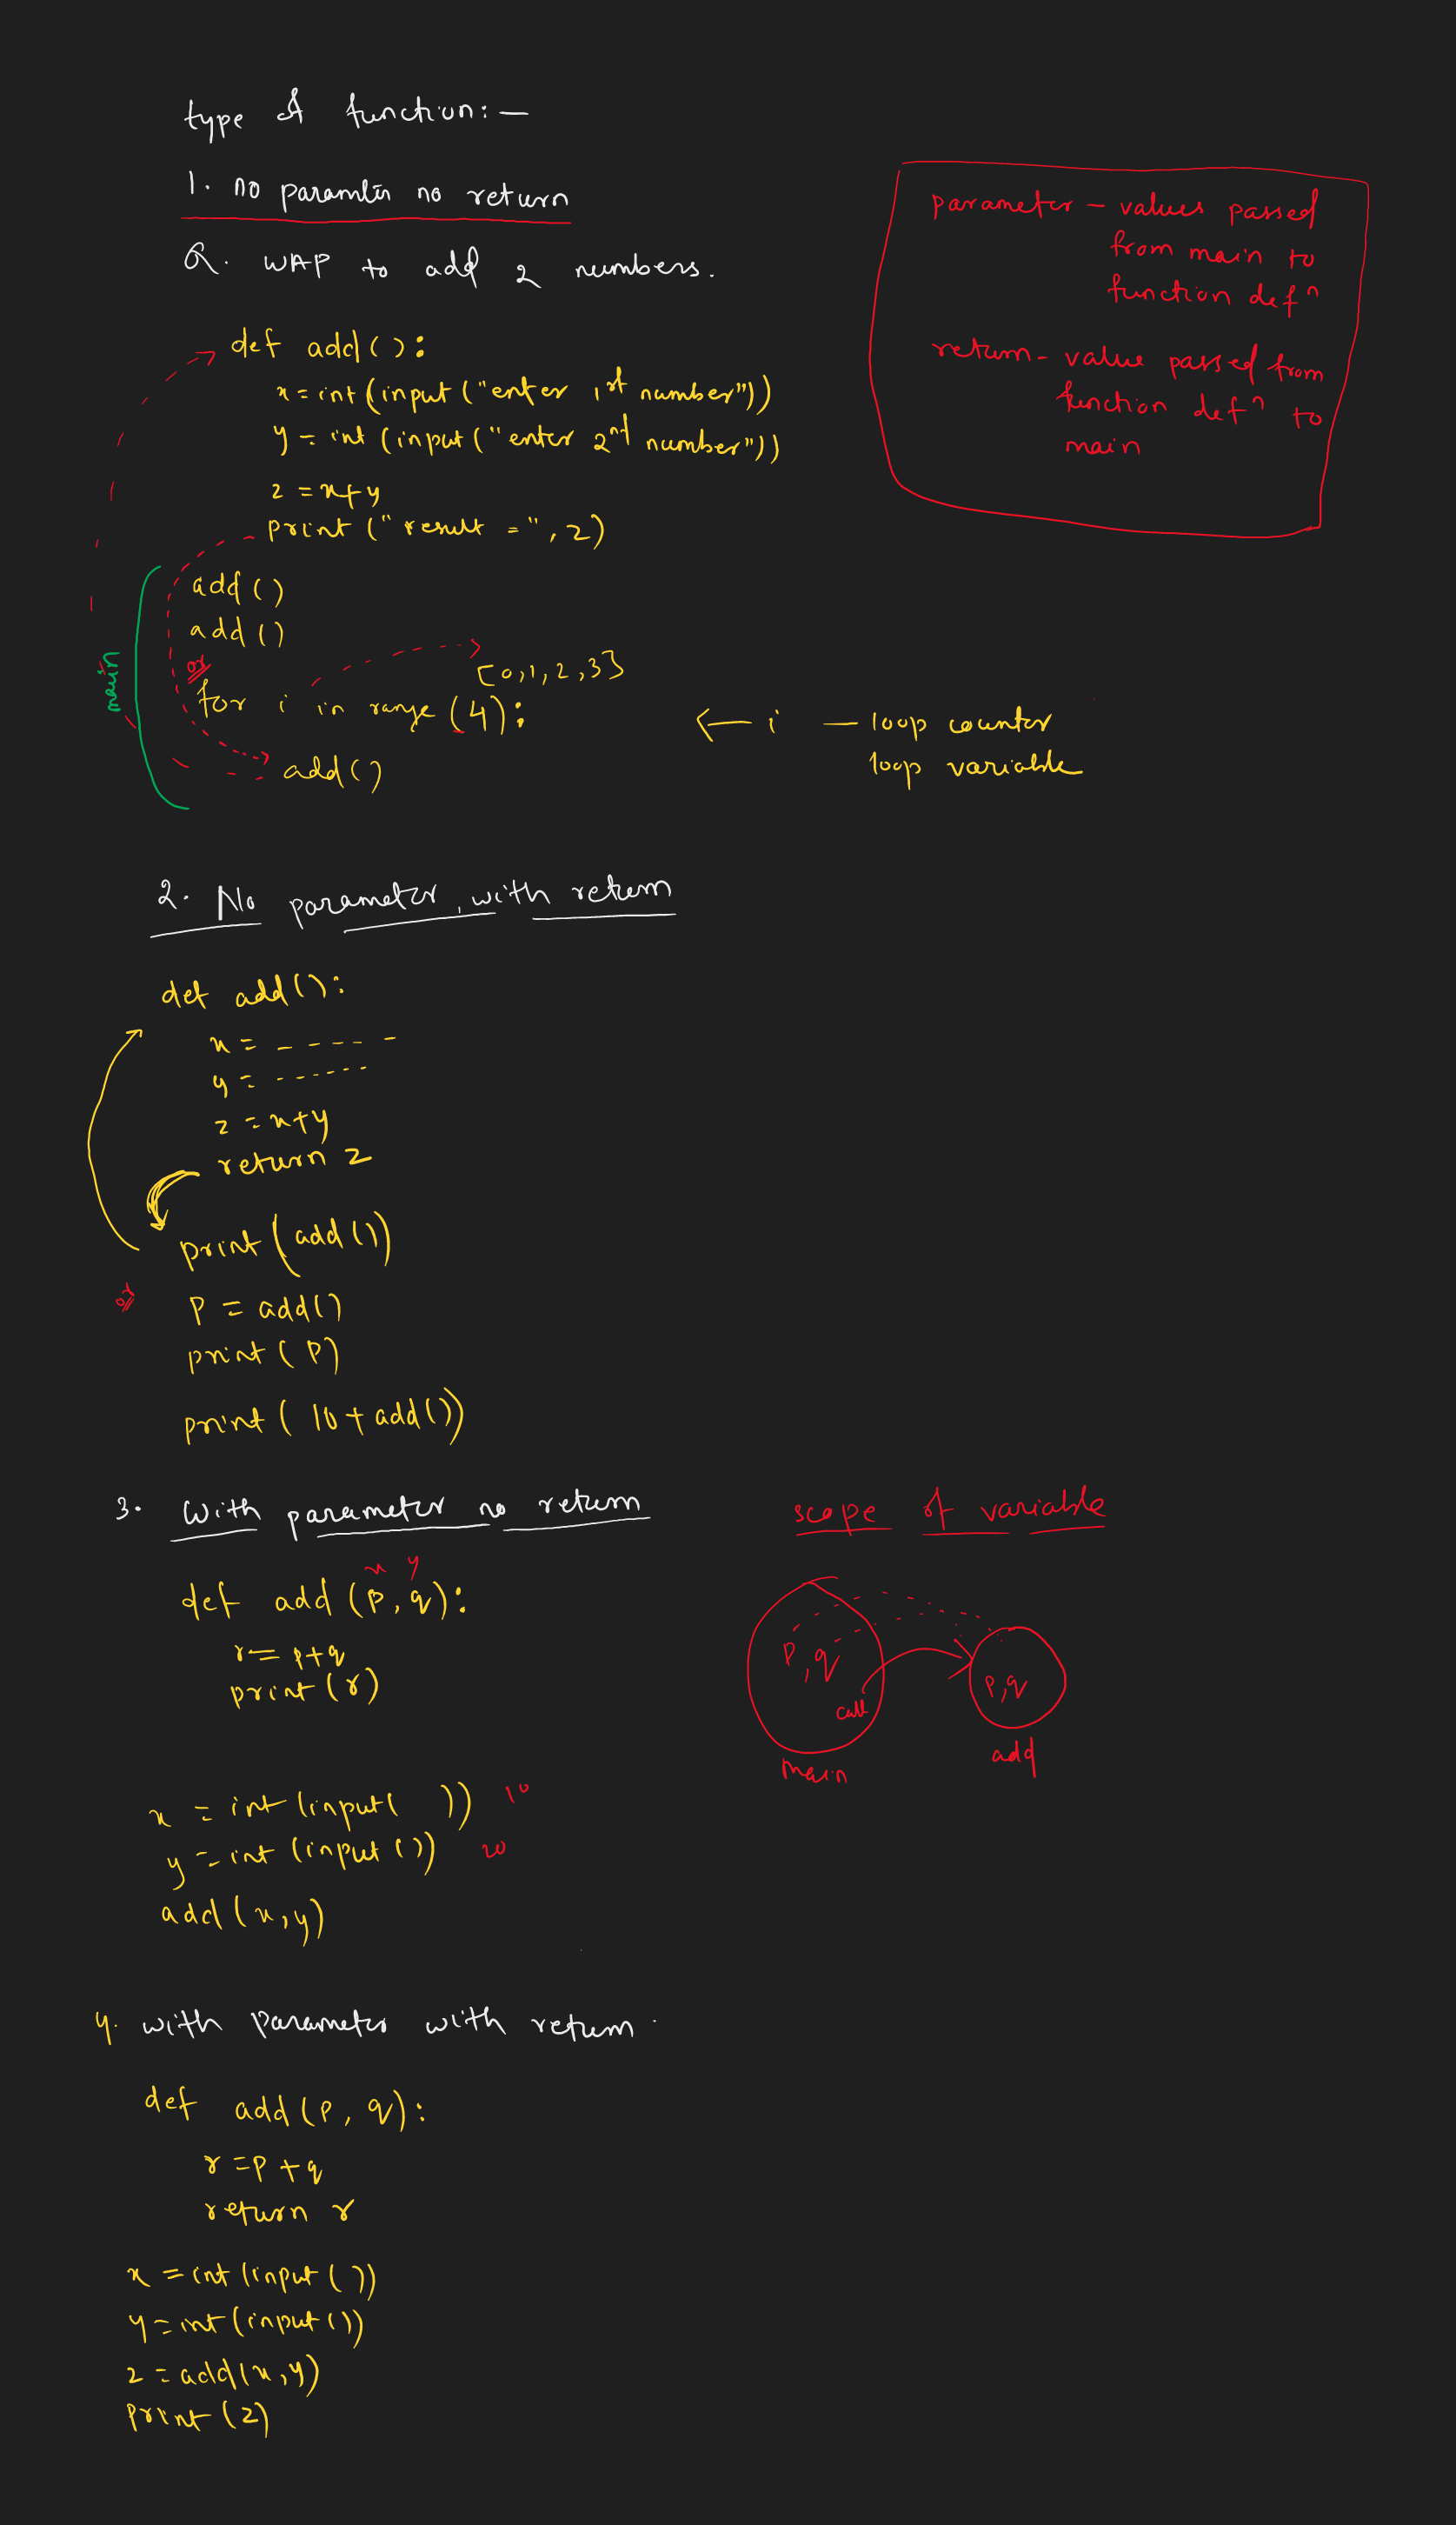 type of function:-
1. no paramter no return
Q. WAP to add 2 numbers.
def add():
x = int(input("enter 1st number"))
y = int(input("enter 2nd number"))
z = x+y
print("result =", z)
add()
add()
or
[0,1,2,3]
for i in range(4):
add()
main
← i — loop counter
loop variable
parameter - values passed
from main to
function defn
return - value passed from
function defn to
main
2. No parameter, with return
def add():
x = - - - - - -
y = - - - - - -
z = x+y
return z
print(add())
or
P = add()
print(P)
print(10+add())
3. With parameter no return
x y
def add(p, q):
r = p+q
print(r)
x = int(input( )) 10
y = int(input()) 20
add(x,y)
scope of variable
P, q
call
main
p,q
add
4. with parameter with return.
def add(P, q):
r = p+q
return r
x = int(input())
y = int(input())
z = add(x,y)
print(z)